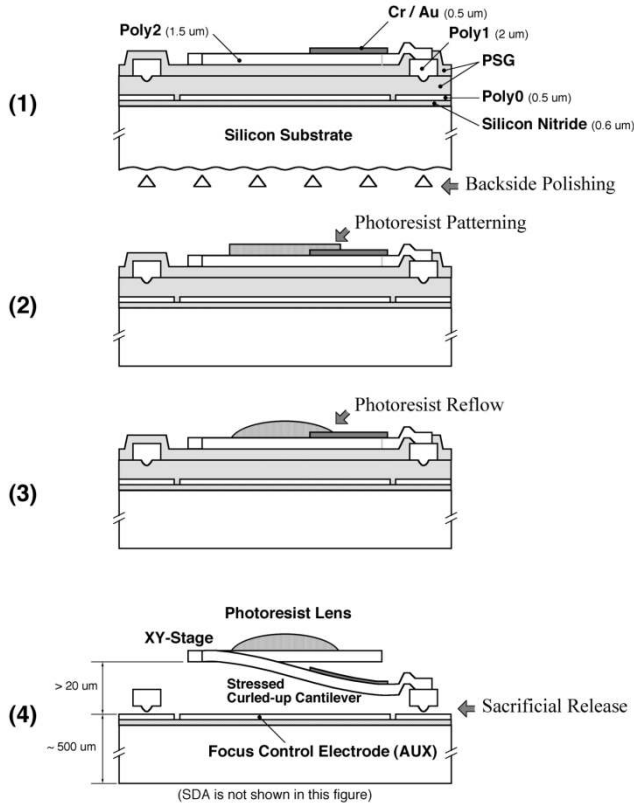 Cr / Au (0.5 um)
Poly2 (1.5 um)
Poly1 (2 um)
PSG
Poly0 (0.5 um)
(1)
Silicon Nitride (0.6 um)
Silicon Substrate
Backside Polishing
Photoresist Patterning
(2)
Photoresist Reflow
(3)
Photoresist Lens
XY-Stage
> 20 um
Stressed
Curled-up Cantilever
Sacrificial Release
(4)
~ 500 um
Focus Control Electrode (AUX)
(SDA is not shown in this figure)